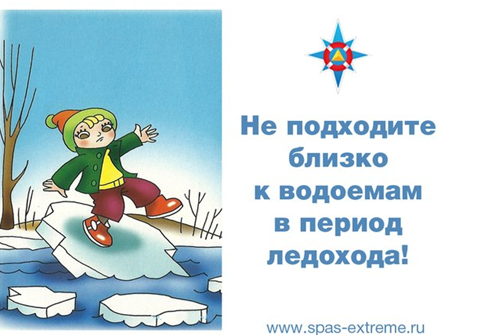 Не подходите
близко
к водоемам
в период
ледохода!
www.spas-extreme.ru